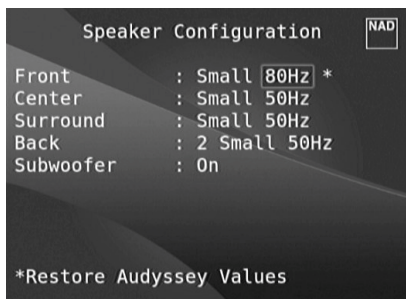 Speaker Configuration
NAD
Front : Small 80Hz *
Center : Small 50Hz
Surround : Small 50Hz
Back : 2 Small 50Hz
Subwoofer : On
*Restore Audyssey Values